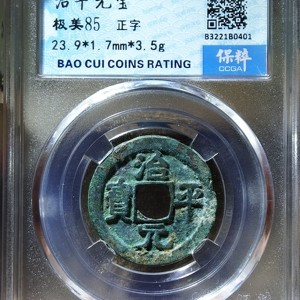 治平元宝
极美85 正字
23.9*1.7mm*3.5g
BAO CUI COINS RATING
B3221B0401
保粹
CCGA
治平元寶